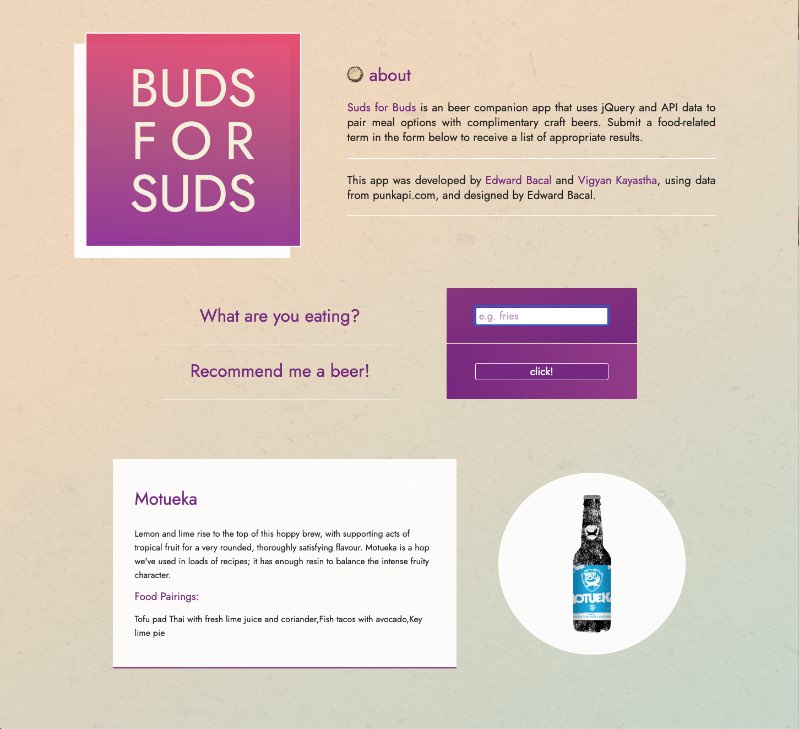 BUDS
FOR
SUDS
about
Suds for Buds is an beer companion app that uses jQuery and API data to
pair meal options with complimentary craft beers. Submit a food-related
term in the form below to receive a list of appropriate results.
This app was developed by Edward Bacal and Vigyan Kayastha, using data
from punkapi.com, and designed by Edward Bacal.
What are you eating?
e.g. fries
Recommend me a beer!
click!
Motueka
Lemon and lime rise to the top of this hoppy brew, with supporting acts of
tropical fruit for a very rounded, thoroughly satisfying flavour. Motueka is a hop
we've used in loads of recipes; it has enough resin to balance the intense fruity
character.
Food Pairings:
Tofu pad Thai with fresh lime juice and coriander,Fish tacos with avocado,Key
lime pie